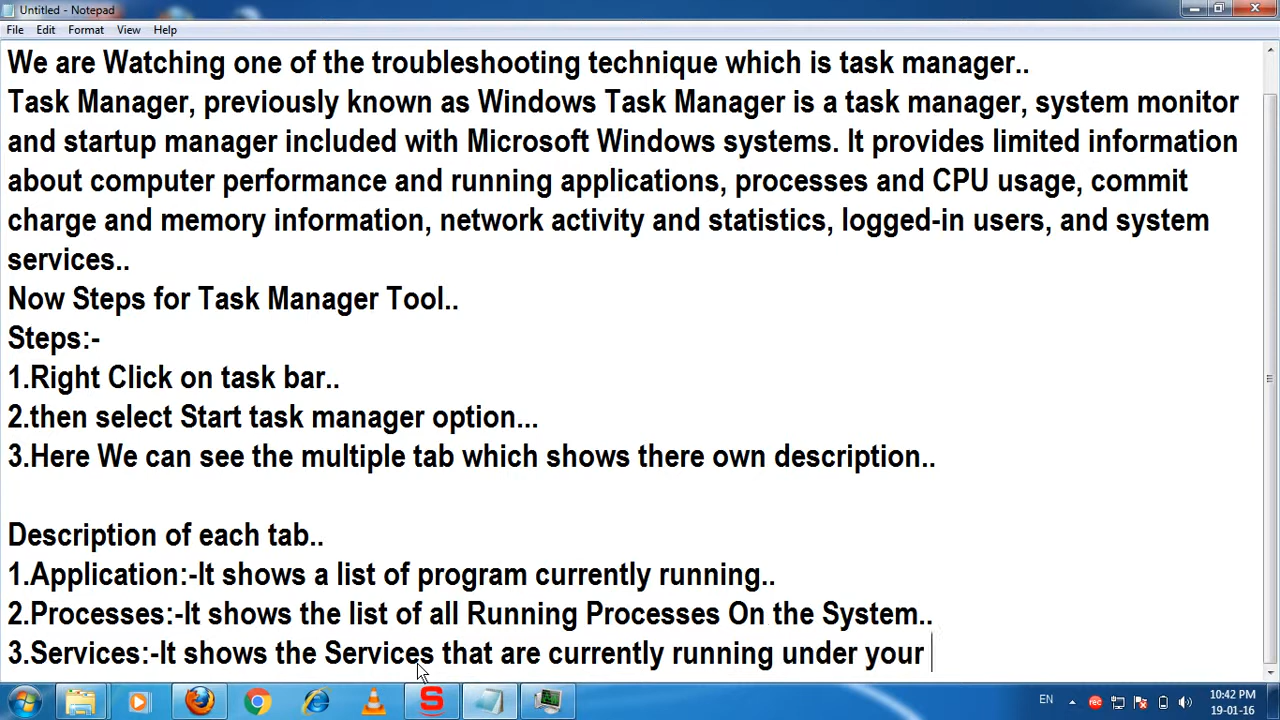 Untitled - Notepad
File Edit Format View Help
We are Watching one of the troubleshooting technique which is task manager..
Task Manager, previously known as Windows Task Manager is a task manager, system monitor
and startup manager included with Microsoft Windows systems. It provides limited information
about computer performance and running applications, processes and CPU usage, commit
charge and memory information, network activity and statistics, logged-in users, and system
services..
Now Steps for Task Manager Tool..
Steps:-
1.Right Click on task bar..
2.then select Start task manager option...
3.Here We can see the multiple tab which shows there own description..
Description of each tab..
1.Application:-It shows a list of program currently running..
2.Processes:-It shows the list of all Running Processes On the System..
3.Services:-It shows the Services that are currently running under your
S
EN
rec
10:42 PM
19-01-16